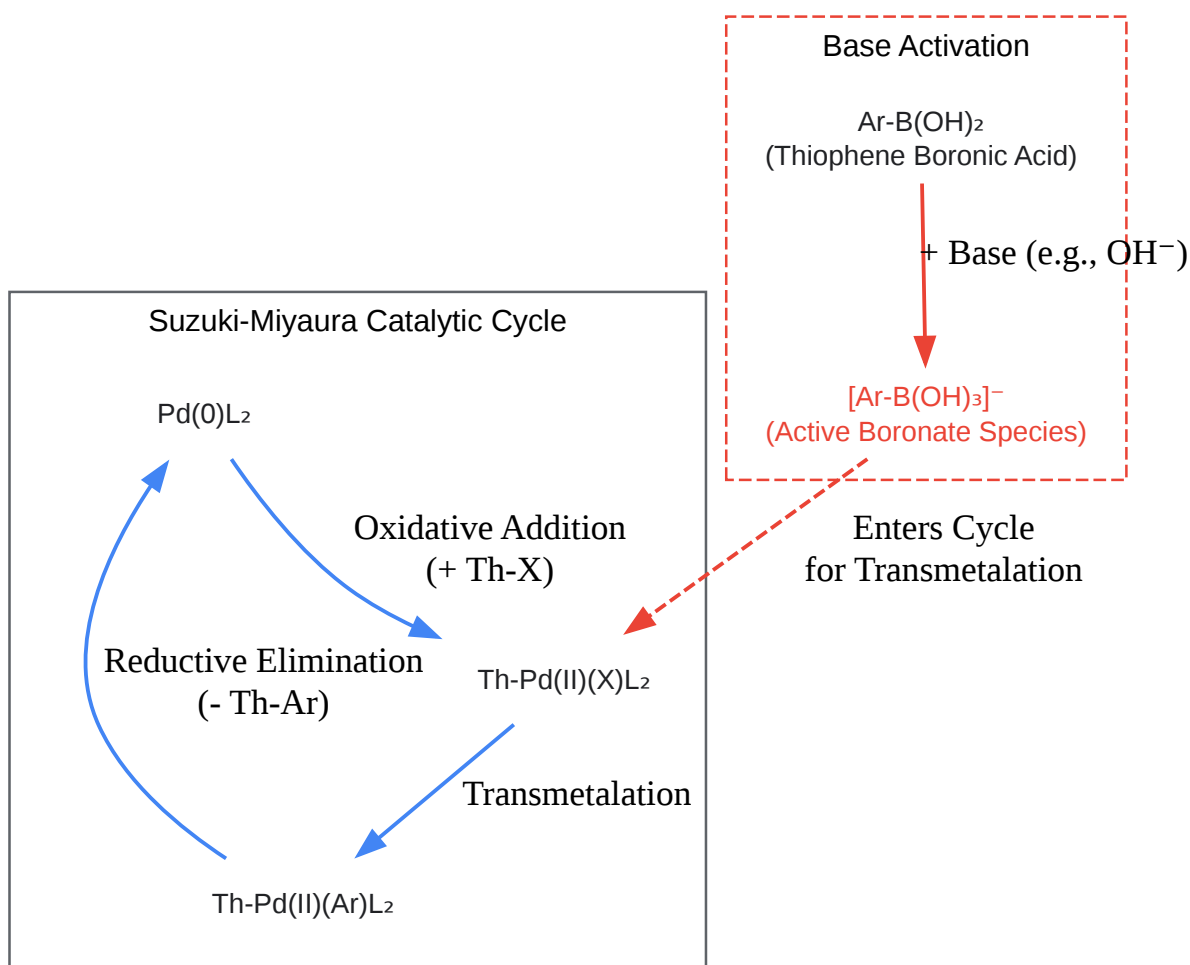 Base Activation
Ar-B(OH)₂
(Thiophene Boronic Acid)
+ Base (e.g., OH⁻)
[Ar-B(OH)₃]⁻
(Active Boronate Species)
Enters Cycle
for Transmetalation
Suzuki-Miyaura Catalytic Cycle
Pd(0)L₂
Oxidative Addition
(+ Th-X)
Reductive Elimination
(- Th-Ar)
Th-Pd(II)(X)L₂
Transmetalation
Th-Pd(II)(Ar)L₂